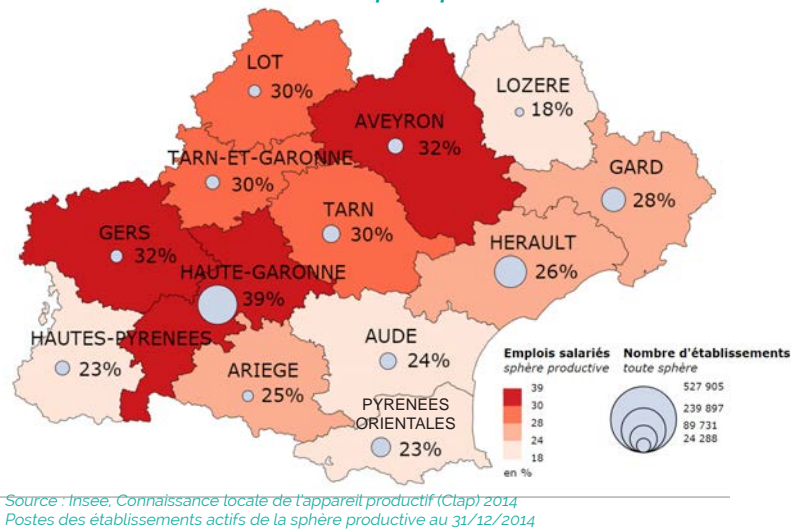 LOT
30%
LOZERE
18%
AVEYRON
32%
TARN-ET-GARONNE
30%
GARD
28%
TARN
30%
GERS
32%
HERAULT
26%
HAUTE-GARONNE
39%
HAUTES-PYRENEES
23%
AUDE
24%
ARIEGE
25%
PYRENEES
ORIENTALES
23%
Emplois salariés
sphère productive
39
30
28
24
18
en %
Nombre d'établissements
toute sphère
527 905
239 897
89 731
24 288
Source : Insee, Connaissance locale de l'appareil productif (Clap) 2014
Postes des établissements actifs de la sphère productive au 31/12/2014